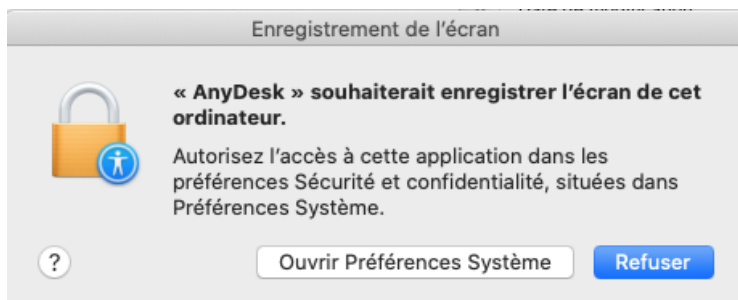 Enregistrement de l’écran
« AnyDesk » souhaiterait enregistrer l’écran de cet
ordinateur.
Autorisez l’accès à cette application dans les
préférences Sécurité et confidentialité, situées dans
Préférences Système.
?
Ouvrir Préférences Système
Refuser